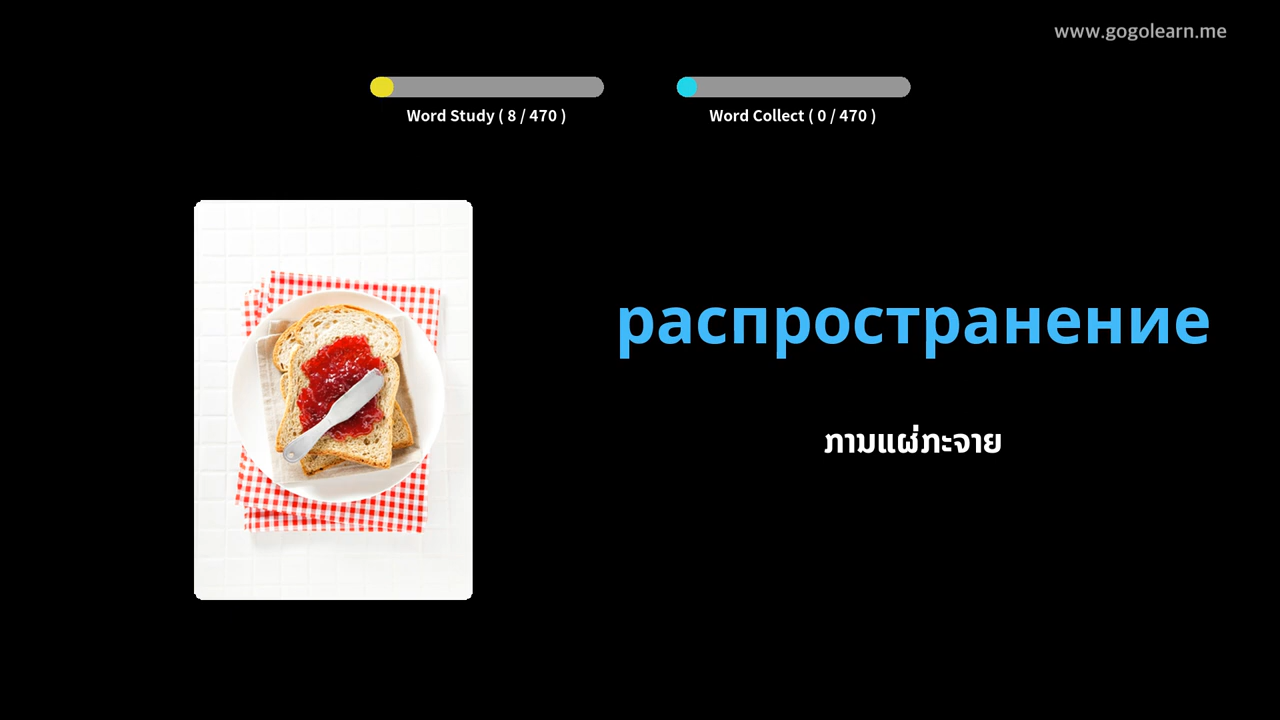 www.gogolearn.me
Word Study ( 8 / 470 )
Word Collect ( 0 / 470 )
распространение
ການແຜ່ກະຈາຍ